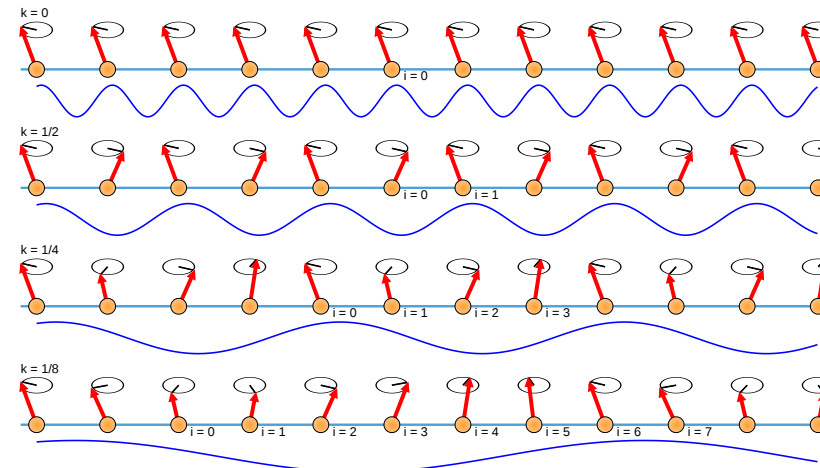 k = 0
i = 0
k = 1/2
i = 0 i = 1
k = 1/4
i = 0 i = 1 i = 2 i = 3
k = 1/8
i = 0 i = 1 i = 2 i = 3 i = 4 i = 5 i = 6 i = 7